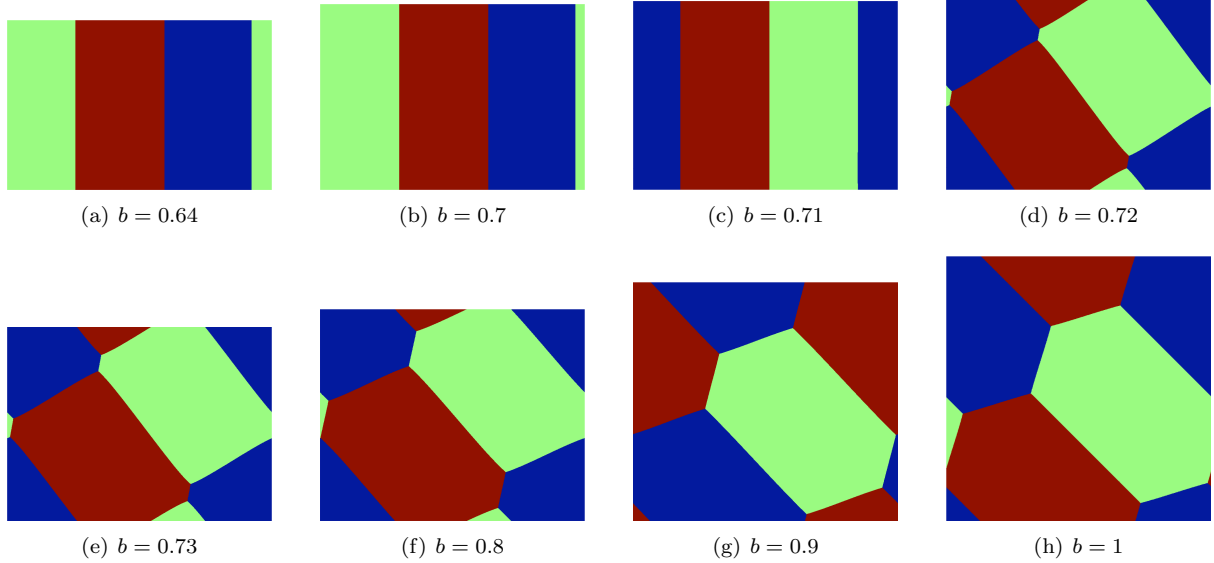 (a) b = 0.64
(b) b = 0.7
(c) b = 0.71
(d) b = 0.72
(e) b = 0.73
(f) b = 0.8
(g) b = 0.9
(h) b = 1